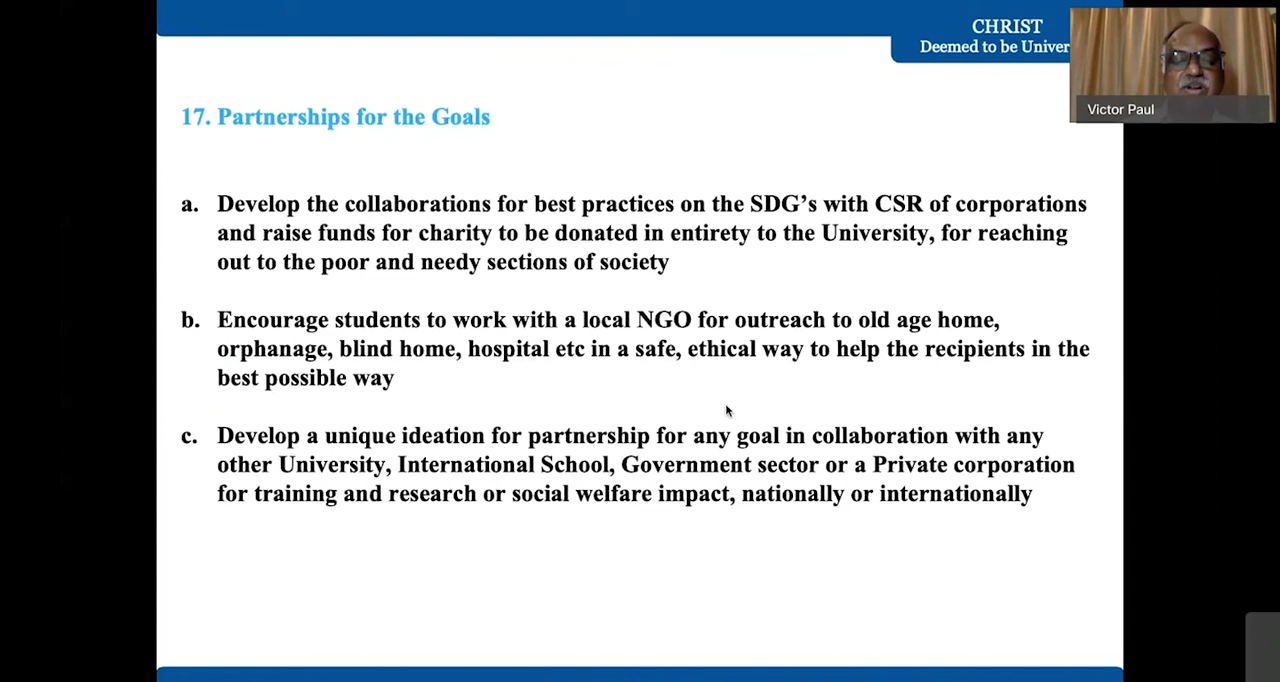 CHRIST
Deemed to be Univer
Victor Paul
17. Partnerships for the Goals
a. Develop the collaborations for best practices on the SDG’s with CSR of corporations
and raise funds for charity to be donated in entirety to the University, for reaching
out to the poor and needy sections of society
b. Encourage students to work with a local NGO for outreach to old age home,
orphanage, blind home, hospital etc in a safe, ethical way to help the recipients in the
best possible way
c. Develop a unique ideation for partnership for any goal in collaboration with any
other University, International School, Government sector or a Private corporation
for training and research or social welfare impact, nationally or internationally